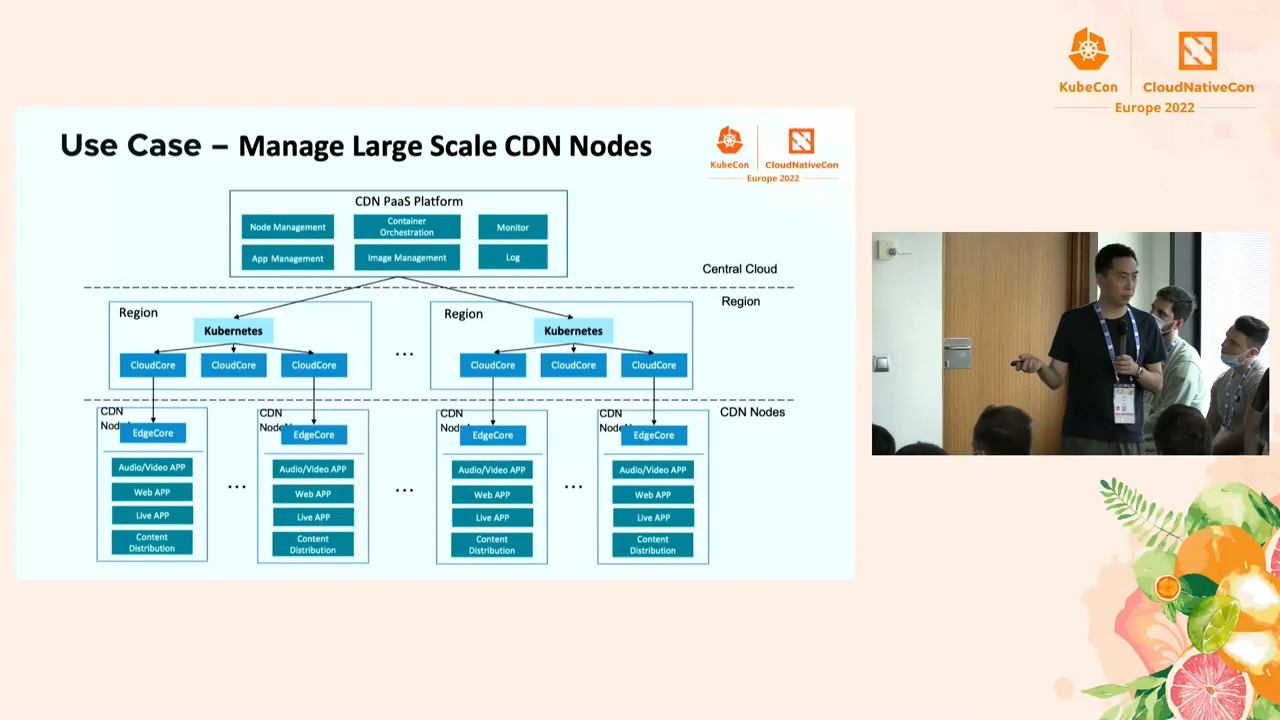 KubeCon
CloudNativeCon
Europe 2022
Use Case – Manage Large Scale CDN Nodes
KubeCon
CloudNativeCon
Europe 2022
CDN PaaS Platform
Node Management
Container
Orchestration
Monitor
App Management
Image Management
Log
Central Cloud
Region
Region
Kubernetes
CloudCore
CloudCore
CloudCore
...
Region
Kubernetes
CloudCore
CloudCore
CloudCore
CDN Nodes
CDN
EdgeCore
Audio/Video APP
Web APP
Live APP
Content
Distribution
...
CDN
EdgeCore
Audio/Video APP
Web APP
Live APP
Content
Distribution
...
CDN
EdgeCore
Audio/Video APP
Web APP
Live APP
Content
Distribution
...
CDN
EdgeCore
Audio/Video APP
Web APP
Live APP
Content
Distribution